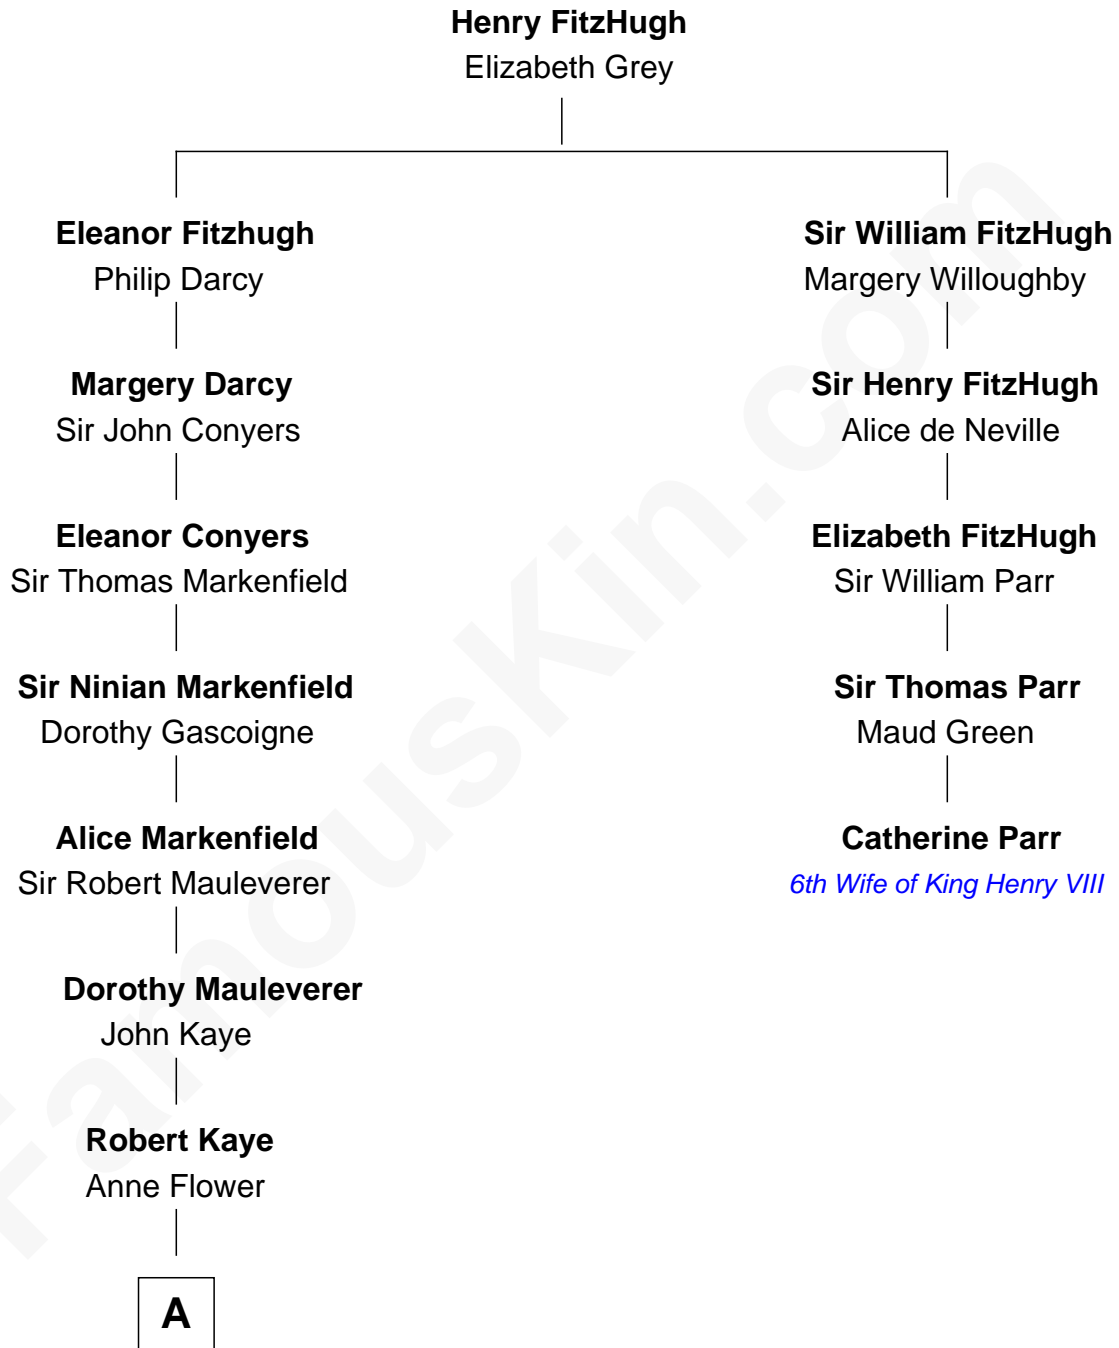 Henry FitzHugh
Elizabeth Grey
Eleanor Fitzhugh
Philip Darcy
Margery Darcy
Sir John Conyers
Eleanor Conyers
Sir Thomas Markenfield
Sir Ninian Markenfield
Dorothy Gascoigne
Alice Markenfield
Sir Robert Mauleverer
Dorothy Mauleverer
John Kaye
Robert Kaye
Anne Flower
A
Sir William FitzHugh
Margery Willoughby
Sir Henry FitzHugh
Alice de Neville
Elizabeth FitzHugh
Sir William Parr
Sir Thomas Parr
Maud Green
Catherine Parr
6th Wife of King Henry VIII
FamousKin.com